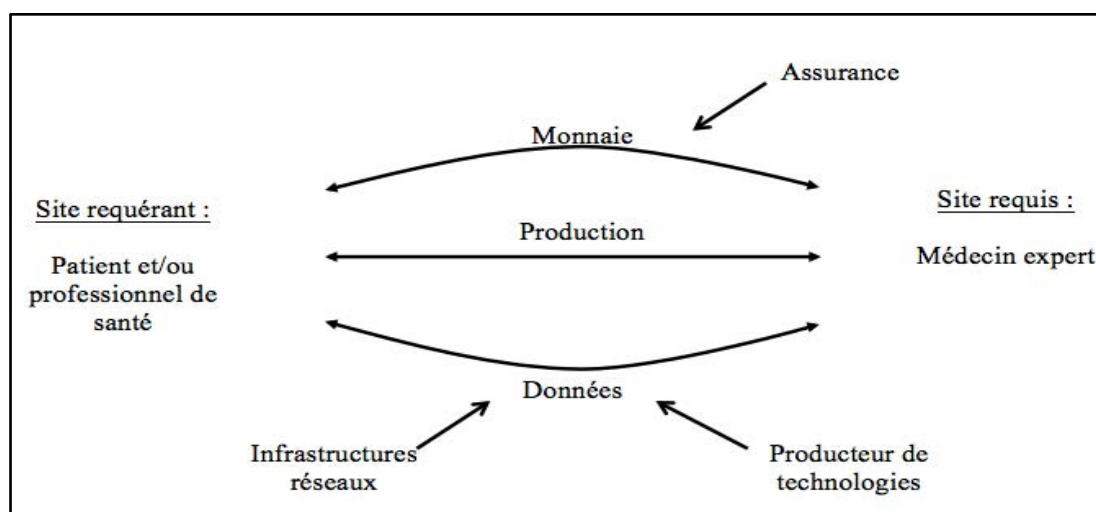 Assurance
Monnaie
Site requérant :
Site requis :
Production
Patient et/ou
professionnel de
santé
Médecin expert
Données
Infrastructures
réseaux
Producteur de
technologies